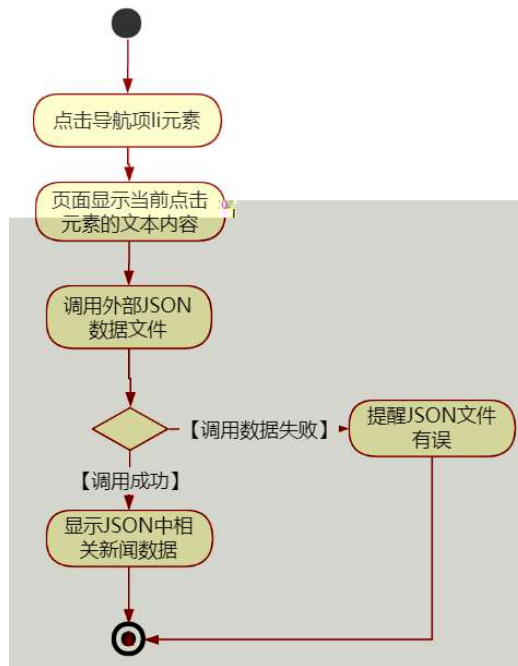 点击导航项li元素
页面显示当前点击
元素的文本内容
调用外部JSON
数据文件
【调用数据失败】
提醒JSON文件
有误
【调用成功】
显示JSON中相
关新闻数据